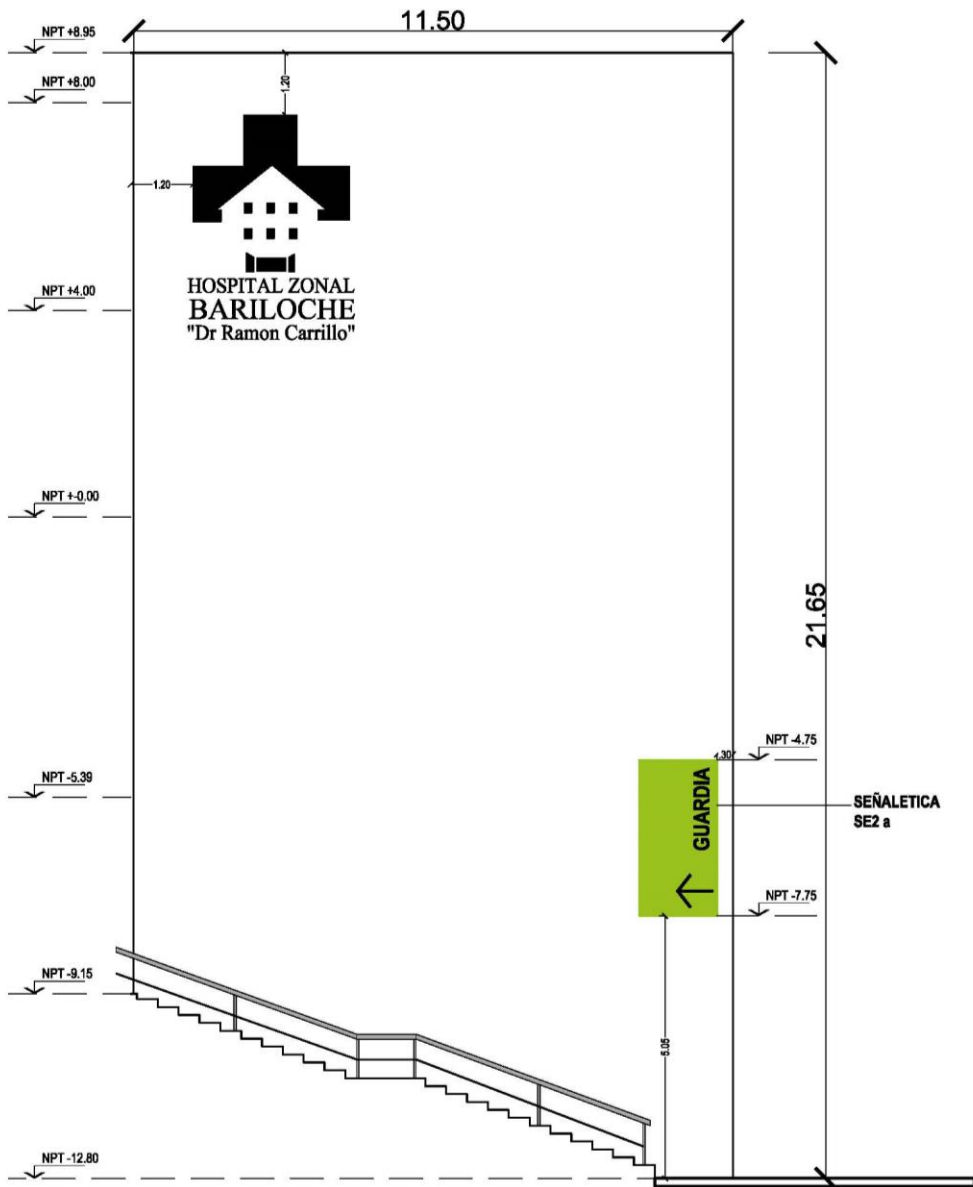 11.50
NPT +8.95
NPT +8.00
1.20
1.20
HOSPITAL ZONAL
BARILOCHE
"Dr Ramon Carrillo"
NPT +4.00
NPT +-0.00
21.65
NPT -4.75
.30
GUARDIA
SEÑALETICA
SE2 a
NPT -5.39
NPT -7.75
NPT -9.15
5.05
NPT -12.80